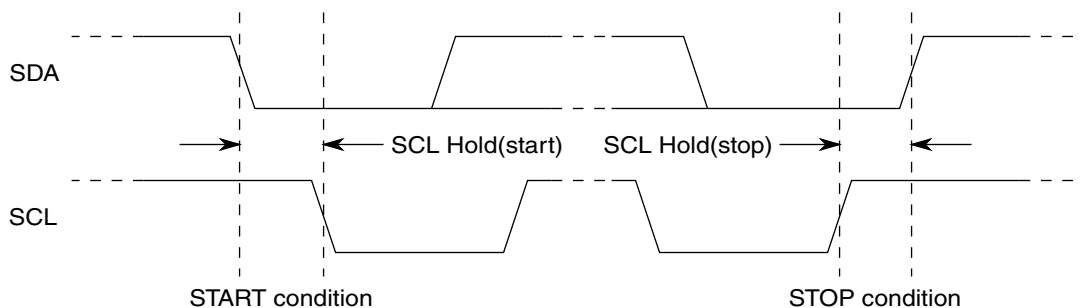 SDA
SCL Hold(start)
SCL Hold(stop)
SCL
START condition
STOP condition